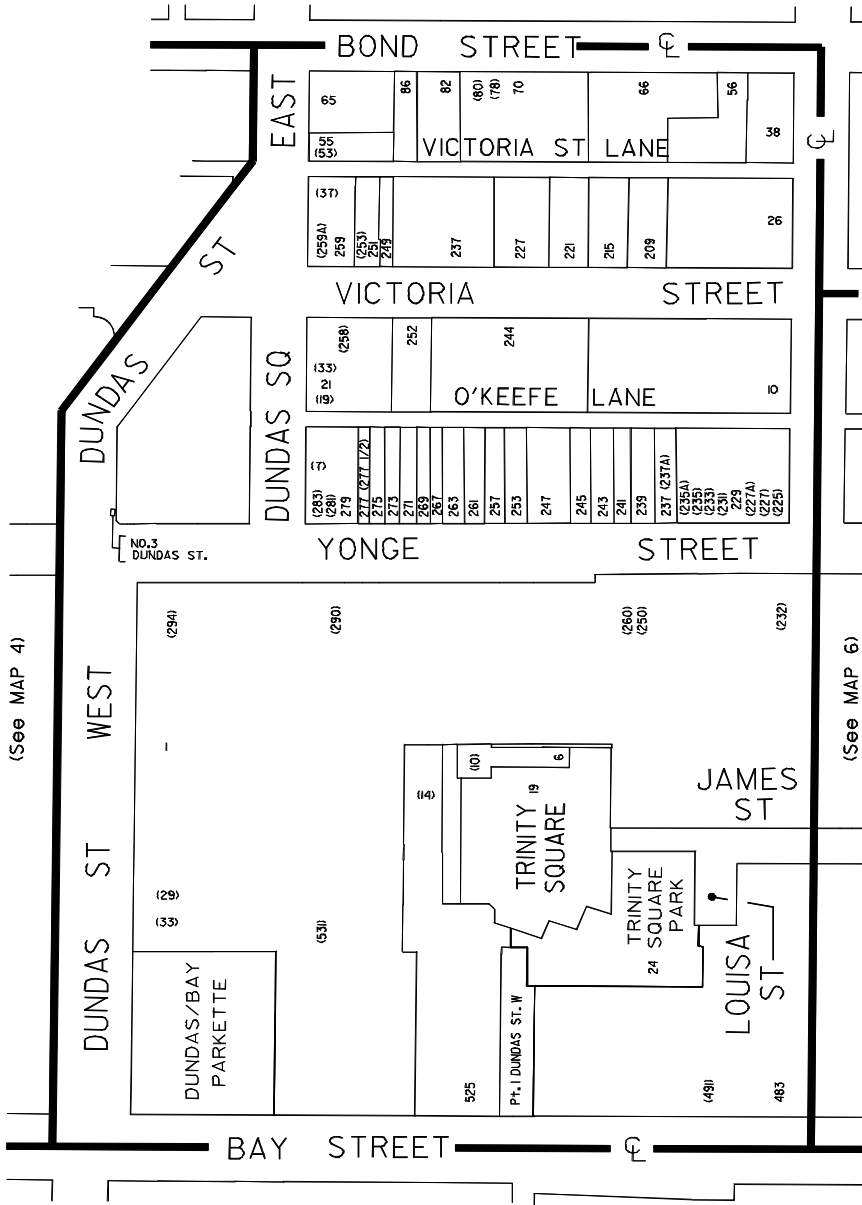 BOND STREET
C L
EAST
65
86
82
(80)
(78)
70
66
56
38
55
(53)
VICTORIA ST LANE
C L
ST
(37)
(259A)
259
(253)
251
249
237
227
221
215
209
26
VICTORIA STREET
DUNDAS
DUNDAS SQ
(258)
252
244
(33)
21
(19)
O'KEEFE LANE
10
(7)
(283)
(281)
279
277 (277 1/2)
275
273
271
269
267
263
261
257
253
247
245
243
241
239
237 (237A)
(235A)
(235)
(233)
(231)
229
(227A)
(227)
(225)
NO.3
DUNDAS ST.
YONGE STREET
(294)
(290)
(260)
(250)
(232)
(See MAP 4)
(See MAP 6)
DUNDAS ST WEST
1
(10)
6
(14)
19
TRINITY
SQUARE
JAMES
ST
(29)
(33)
(531)
TRINITY
SQUARE
PARK
24
LOUISA
ST
DUNDAS/BAY
PARKETTE
525
Pt. 1 DUNDAS ST. W
(491)
483
BAY STREET
C L